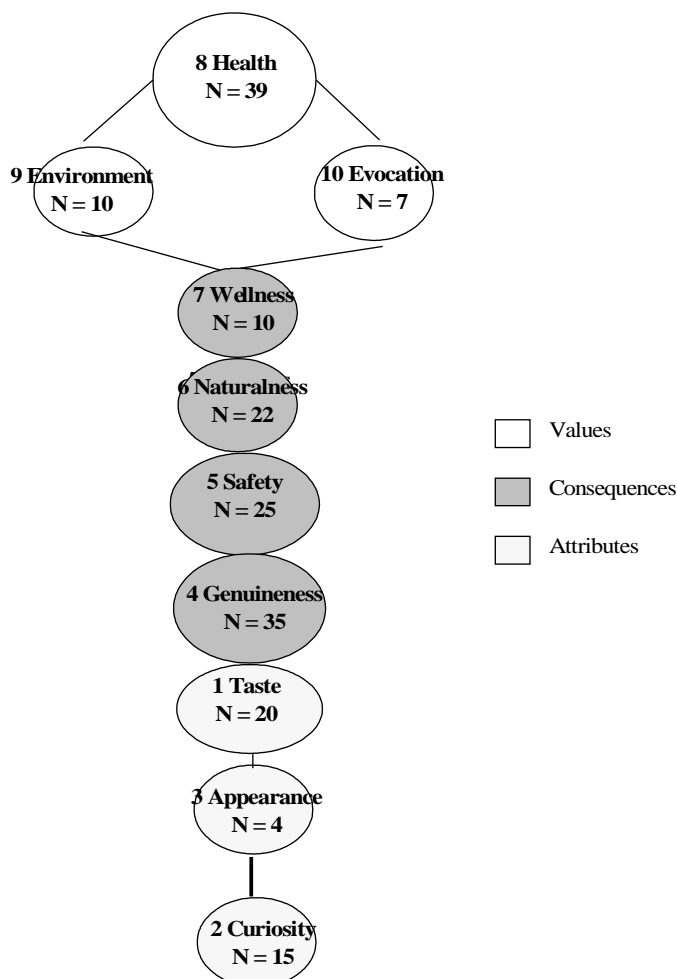 8 Health
N = 39
9 Environment
N = 10
10 Evocation
N = 7
7 Wellness
N = 10
6 Naturalness
N = 22
5 Safety
N = 25
4 Genuineness
N = 35
1 Taste
N = 20
3 Appearance
N = 4
2 Curiosity
N = 15
Values
Consequences
Attributes